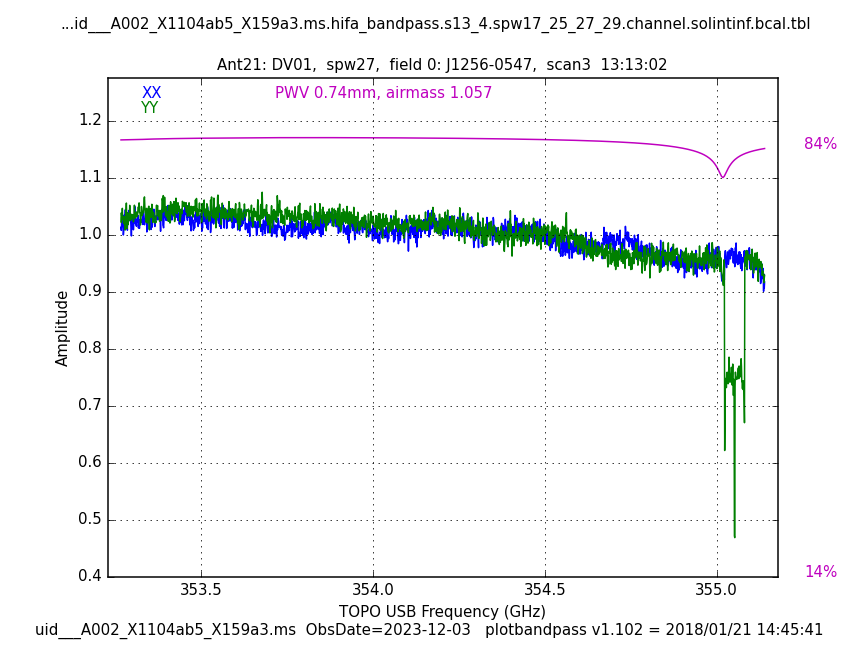 ...id___A002_X1104ab5_X159a3.ms.hifa_bandpass.s13_4.spw17_25_27_29.channel.solintinf.bcal.tbl
Ant21: DV01,  spw27,  field 0: J1256-0547,  scan3  13:13:02
XX
PWV 0.74mm, airmass 1.057
YY
1.2
84%
1.1
1.0
0.9
0.8
0.7
0.6
0.5
14%
0.4
Amplitude
353.5 354.0 354.5 355.0
TOPO USB Frequency (GHz)
uid___A002_X1104ab5_X159a3.ms  ObsDate=2023-12-03   plotbandpass v1.102 = 2018/01/21 14:45:41